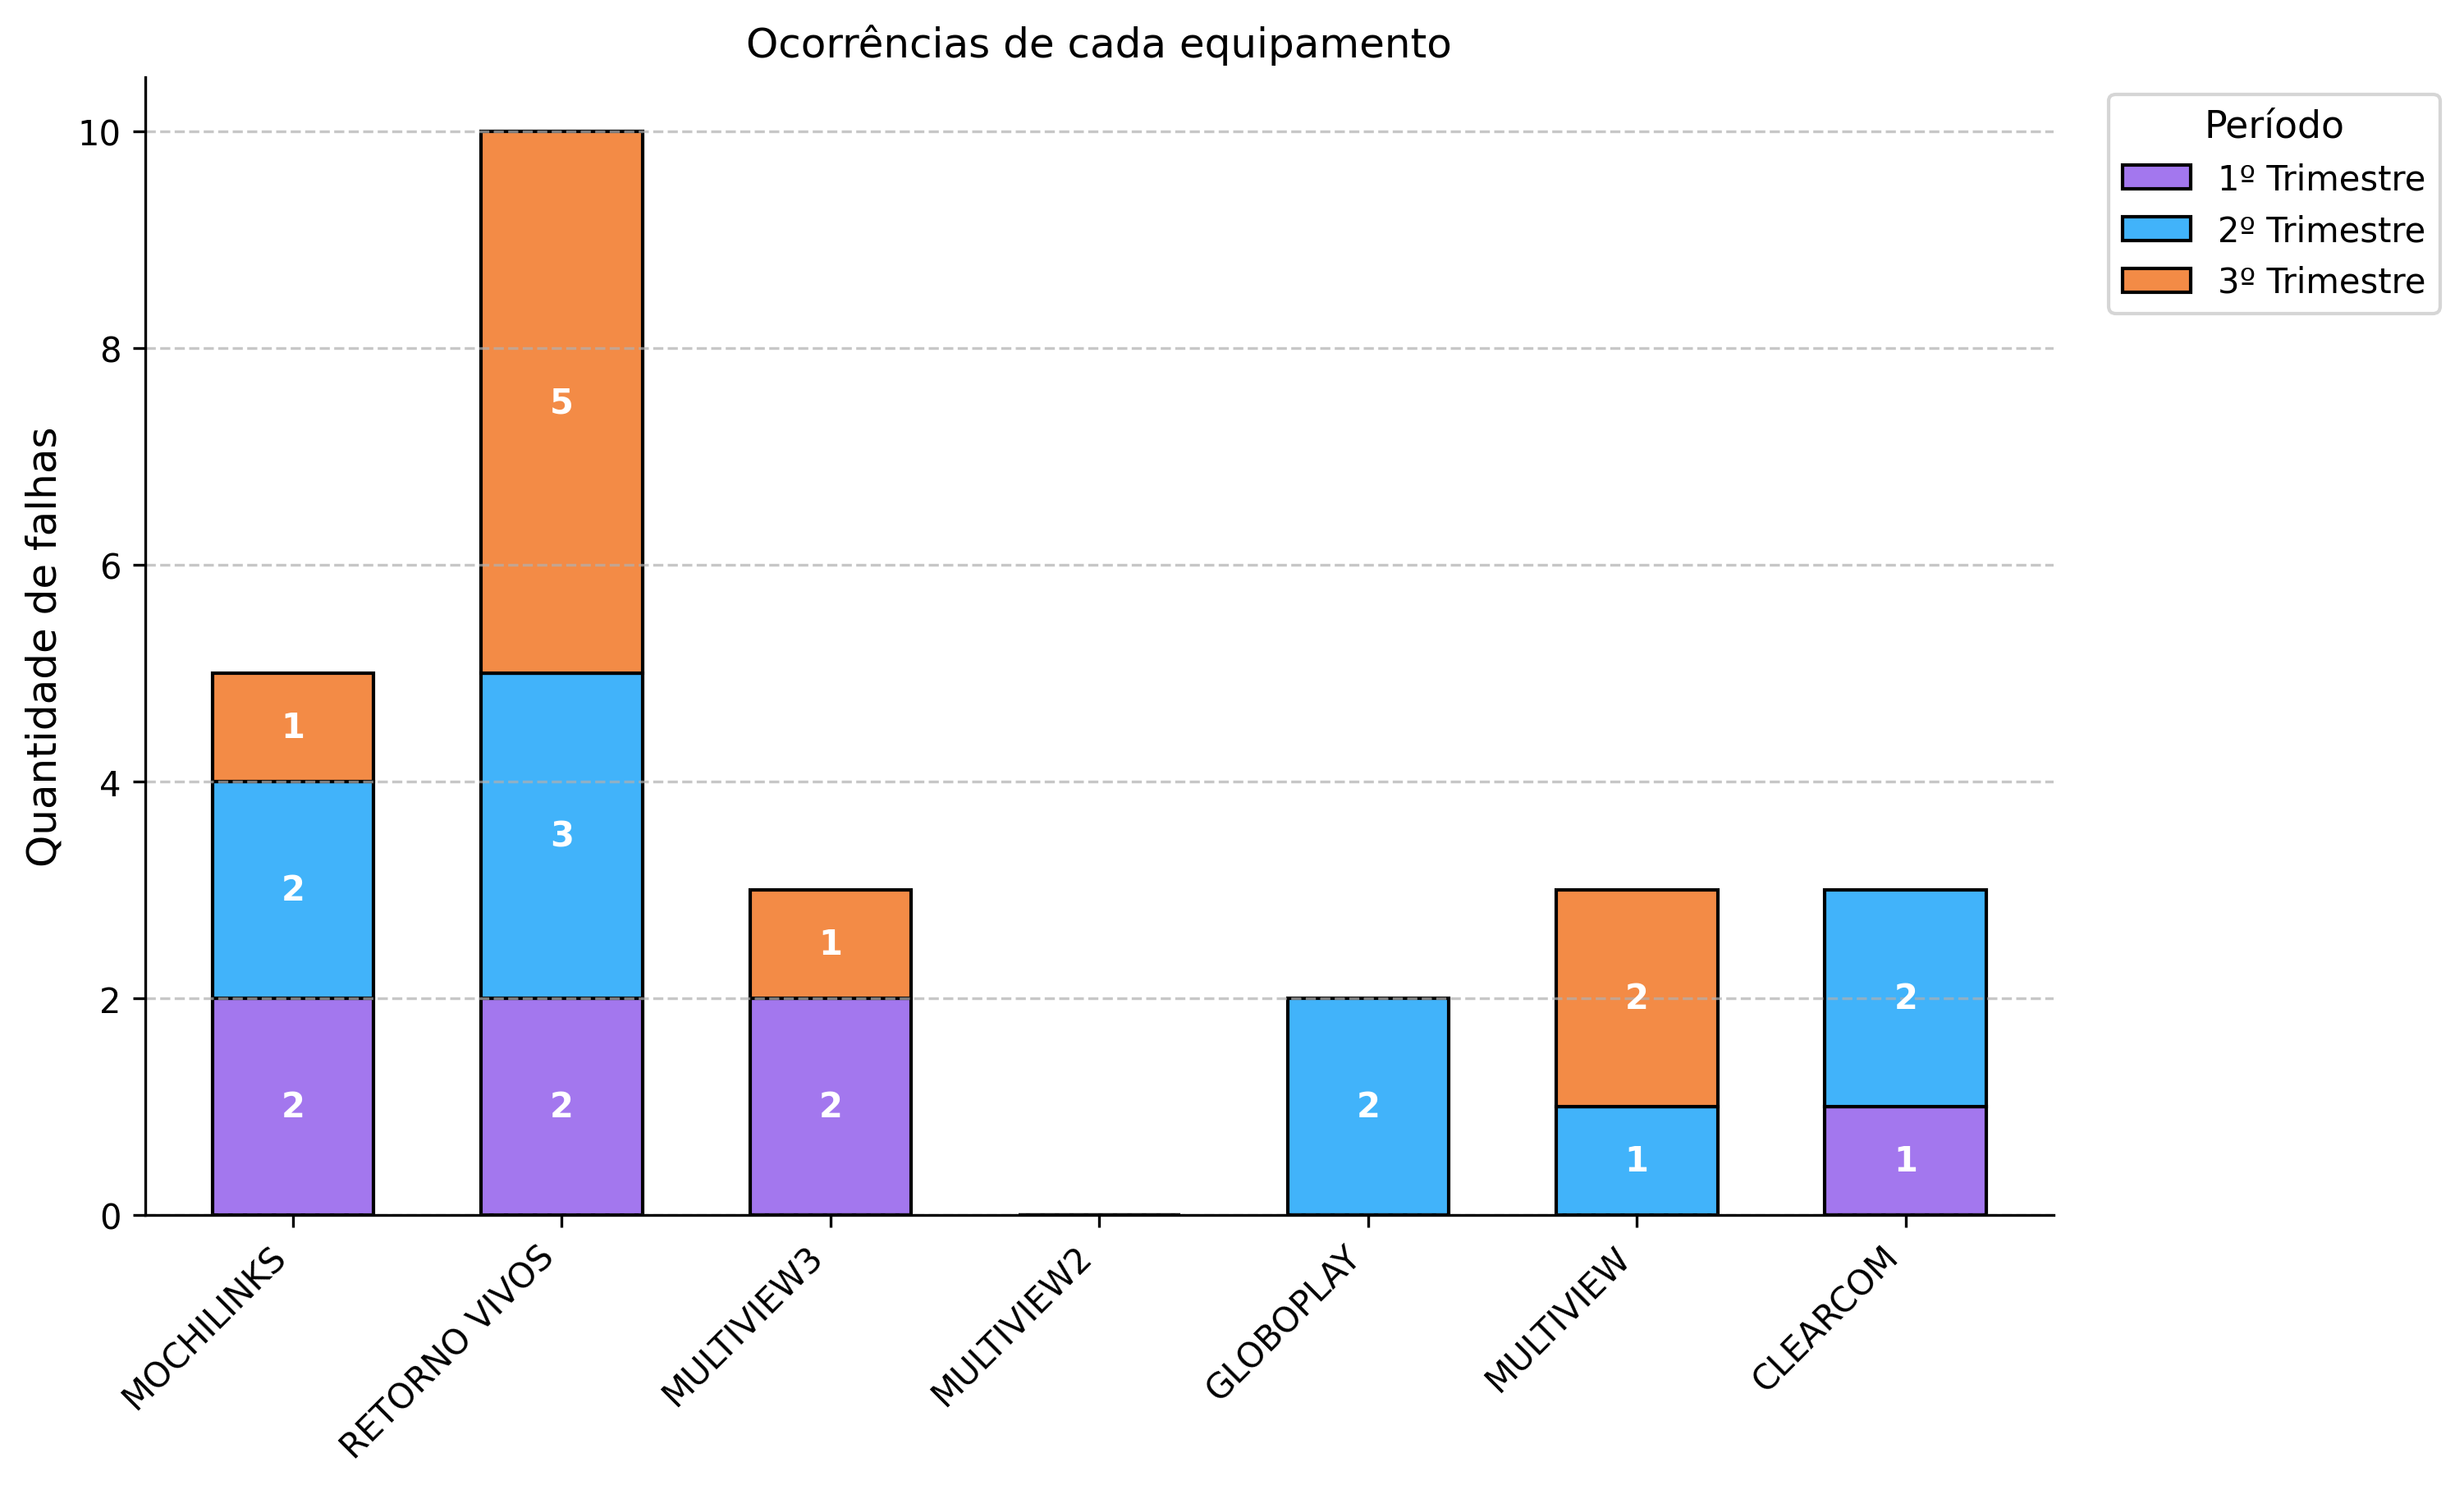 Ocorrências de cada equipamento
Quantidade de falhas
10
8
6
4
2
0
Período
1º Trimestre
2º Trimestre
3º Trimestre
1
2
2
5
3
2
1
2
2
2
1
2
1
MOCHILINKS
RETORNO VIVOS
MULTIVIEW3
MULTIVIEW2
GLOBOPLAY
MULTIVIEW
CLEARCOM